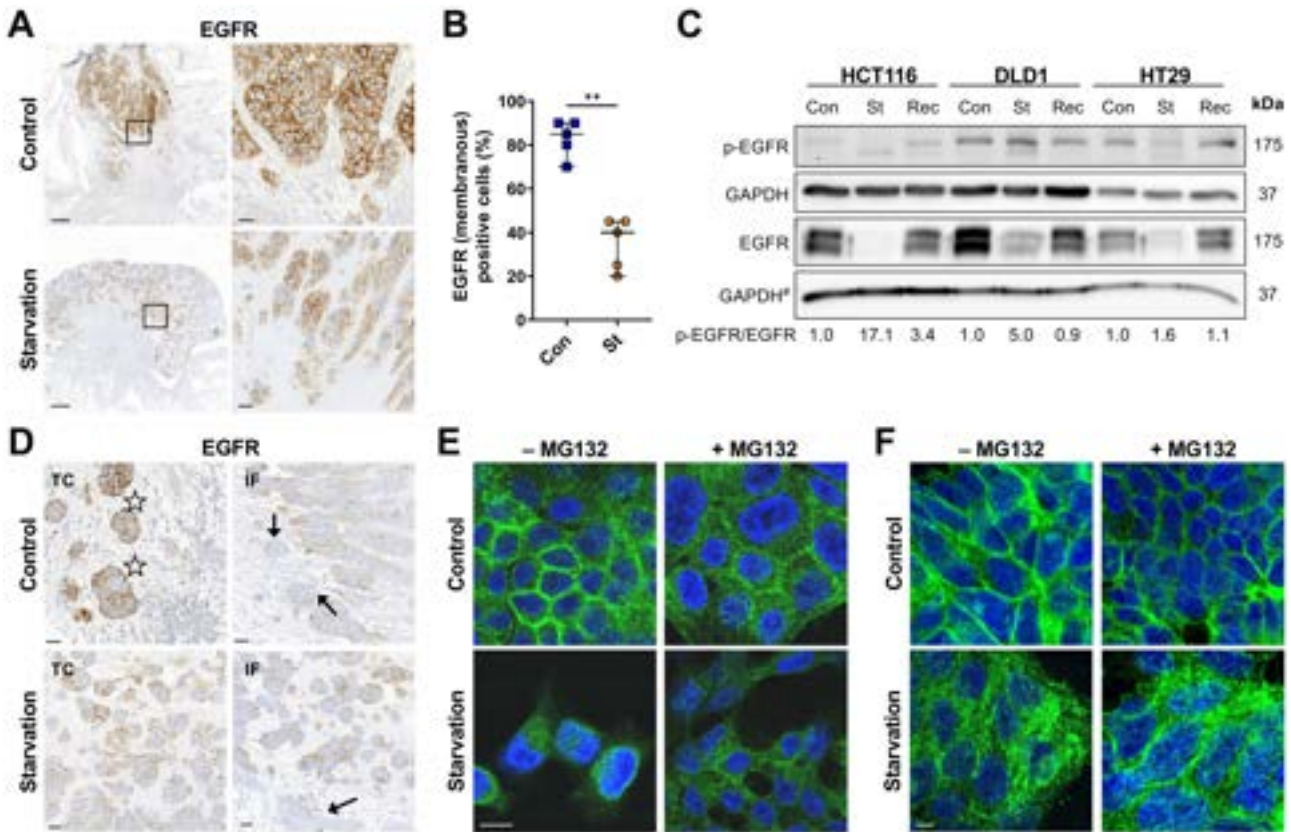 A
EGFR
Control
Starvation
B
EGFR (membranous)
positive cells (%)
100
80
60
40
20
0
**
Con
St
C
HCT116 DLD1 HT29
Con St Rec Con St Rec Con St Rec kDa
p-EGFR 175
GAPDH 37
EGFR 175
GAPDH# 37
p-EGFR/EGFR 1.0 17.1 3.4 1.0 5.0 0.9 1.0 1.6 1.1
D
EGFR
Control
TC
IF
Starvation
TC
IF
E
– MG132 + MG132
Control
Starvation
F
– MG132 + MG132
Control
Starvation